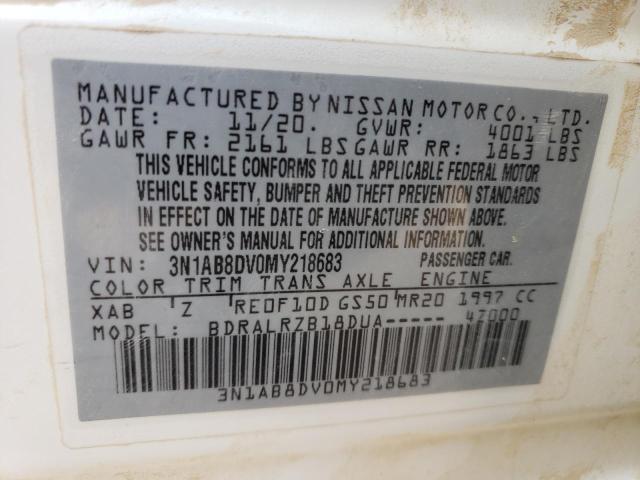 MANUFACTURED BY NISSAN MOTOR CO., LTD.
DATE: 11/20. GVWR: 4001 LBS
GAWR FR: 2161 LBS GAWR RR: 1863 LBS
THIS VEHICLE CONFORMS TO ALL APPLICABLE FEDERAL MOTOR
VEHICLE SAFETY, BUMPER AND THEFT PREVENTION STANDARDS
IN EFFECT ON THE DATE OF MANUFACTURE SHOWN ABOVE.
SEE OWNER'S MANUAL FOR ADDITIONAL INFORMATION.
VIN: 3N1AB8DV0MY218683 PASSENGER CAR.
COLOR TRIM TRANS AXLE ENGINE
XAB Z RE0F10D GS50 MR20 1997 CC
MODEL: BDRALRZB18DUA----- 47000
3N1AB8DV0MY218683